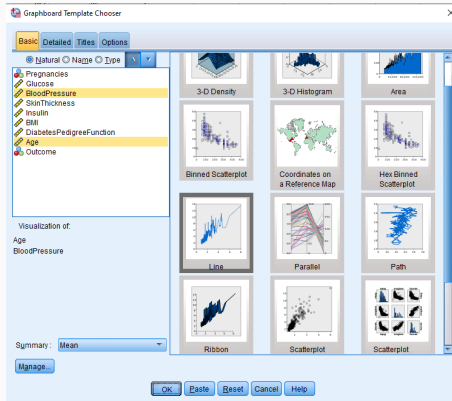 Graphboard Template Chooser
Basic Detailed Titles Options
Natural Name Type
Pregnancies
Glucose
BloodPressure
SkinThickness
Insulin
BMI
DiabetesPedigreeFunction
Age
Outcome
Visualization of:
Age
BloodPressure
Summary: Mean
Manage...
3-D Density
3-D Histogram
Area
Binned Scatterplot
Coordinates on
a Reference Map
Hex Binned
Scatterplot
Line
Parallel
Path
Ribbon
Scatterplot
Scatterplot
OK Paste Reset Cancel Help